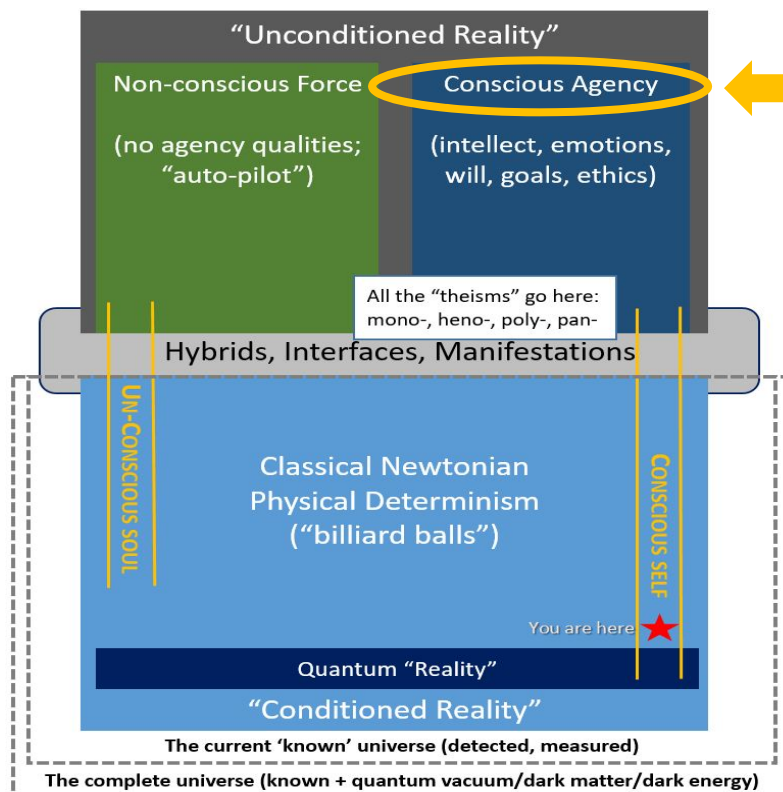 “Unconditioned Reality”
Non-conscious Force
(no agency qualities;
“auto-pilot”)
Conscious Agency
(intellect, emotions,
will, goals, ethics)
All the “theisms” go here:
mono-, heno-, poly-, pan-
Hybrids, Interfaces, Manifestations
UN-CONSCIOUS SOUL
Classical Newtonian
Physical Determinism
(“billiard balls”)
CONSCIOUS SELF
You are here
Quantum “Reality”
“Conditioned Reality”
The current ‘known’ universe (detected, measured)
The complete universe (known + quantum vacuum/dark matter/dark energy)